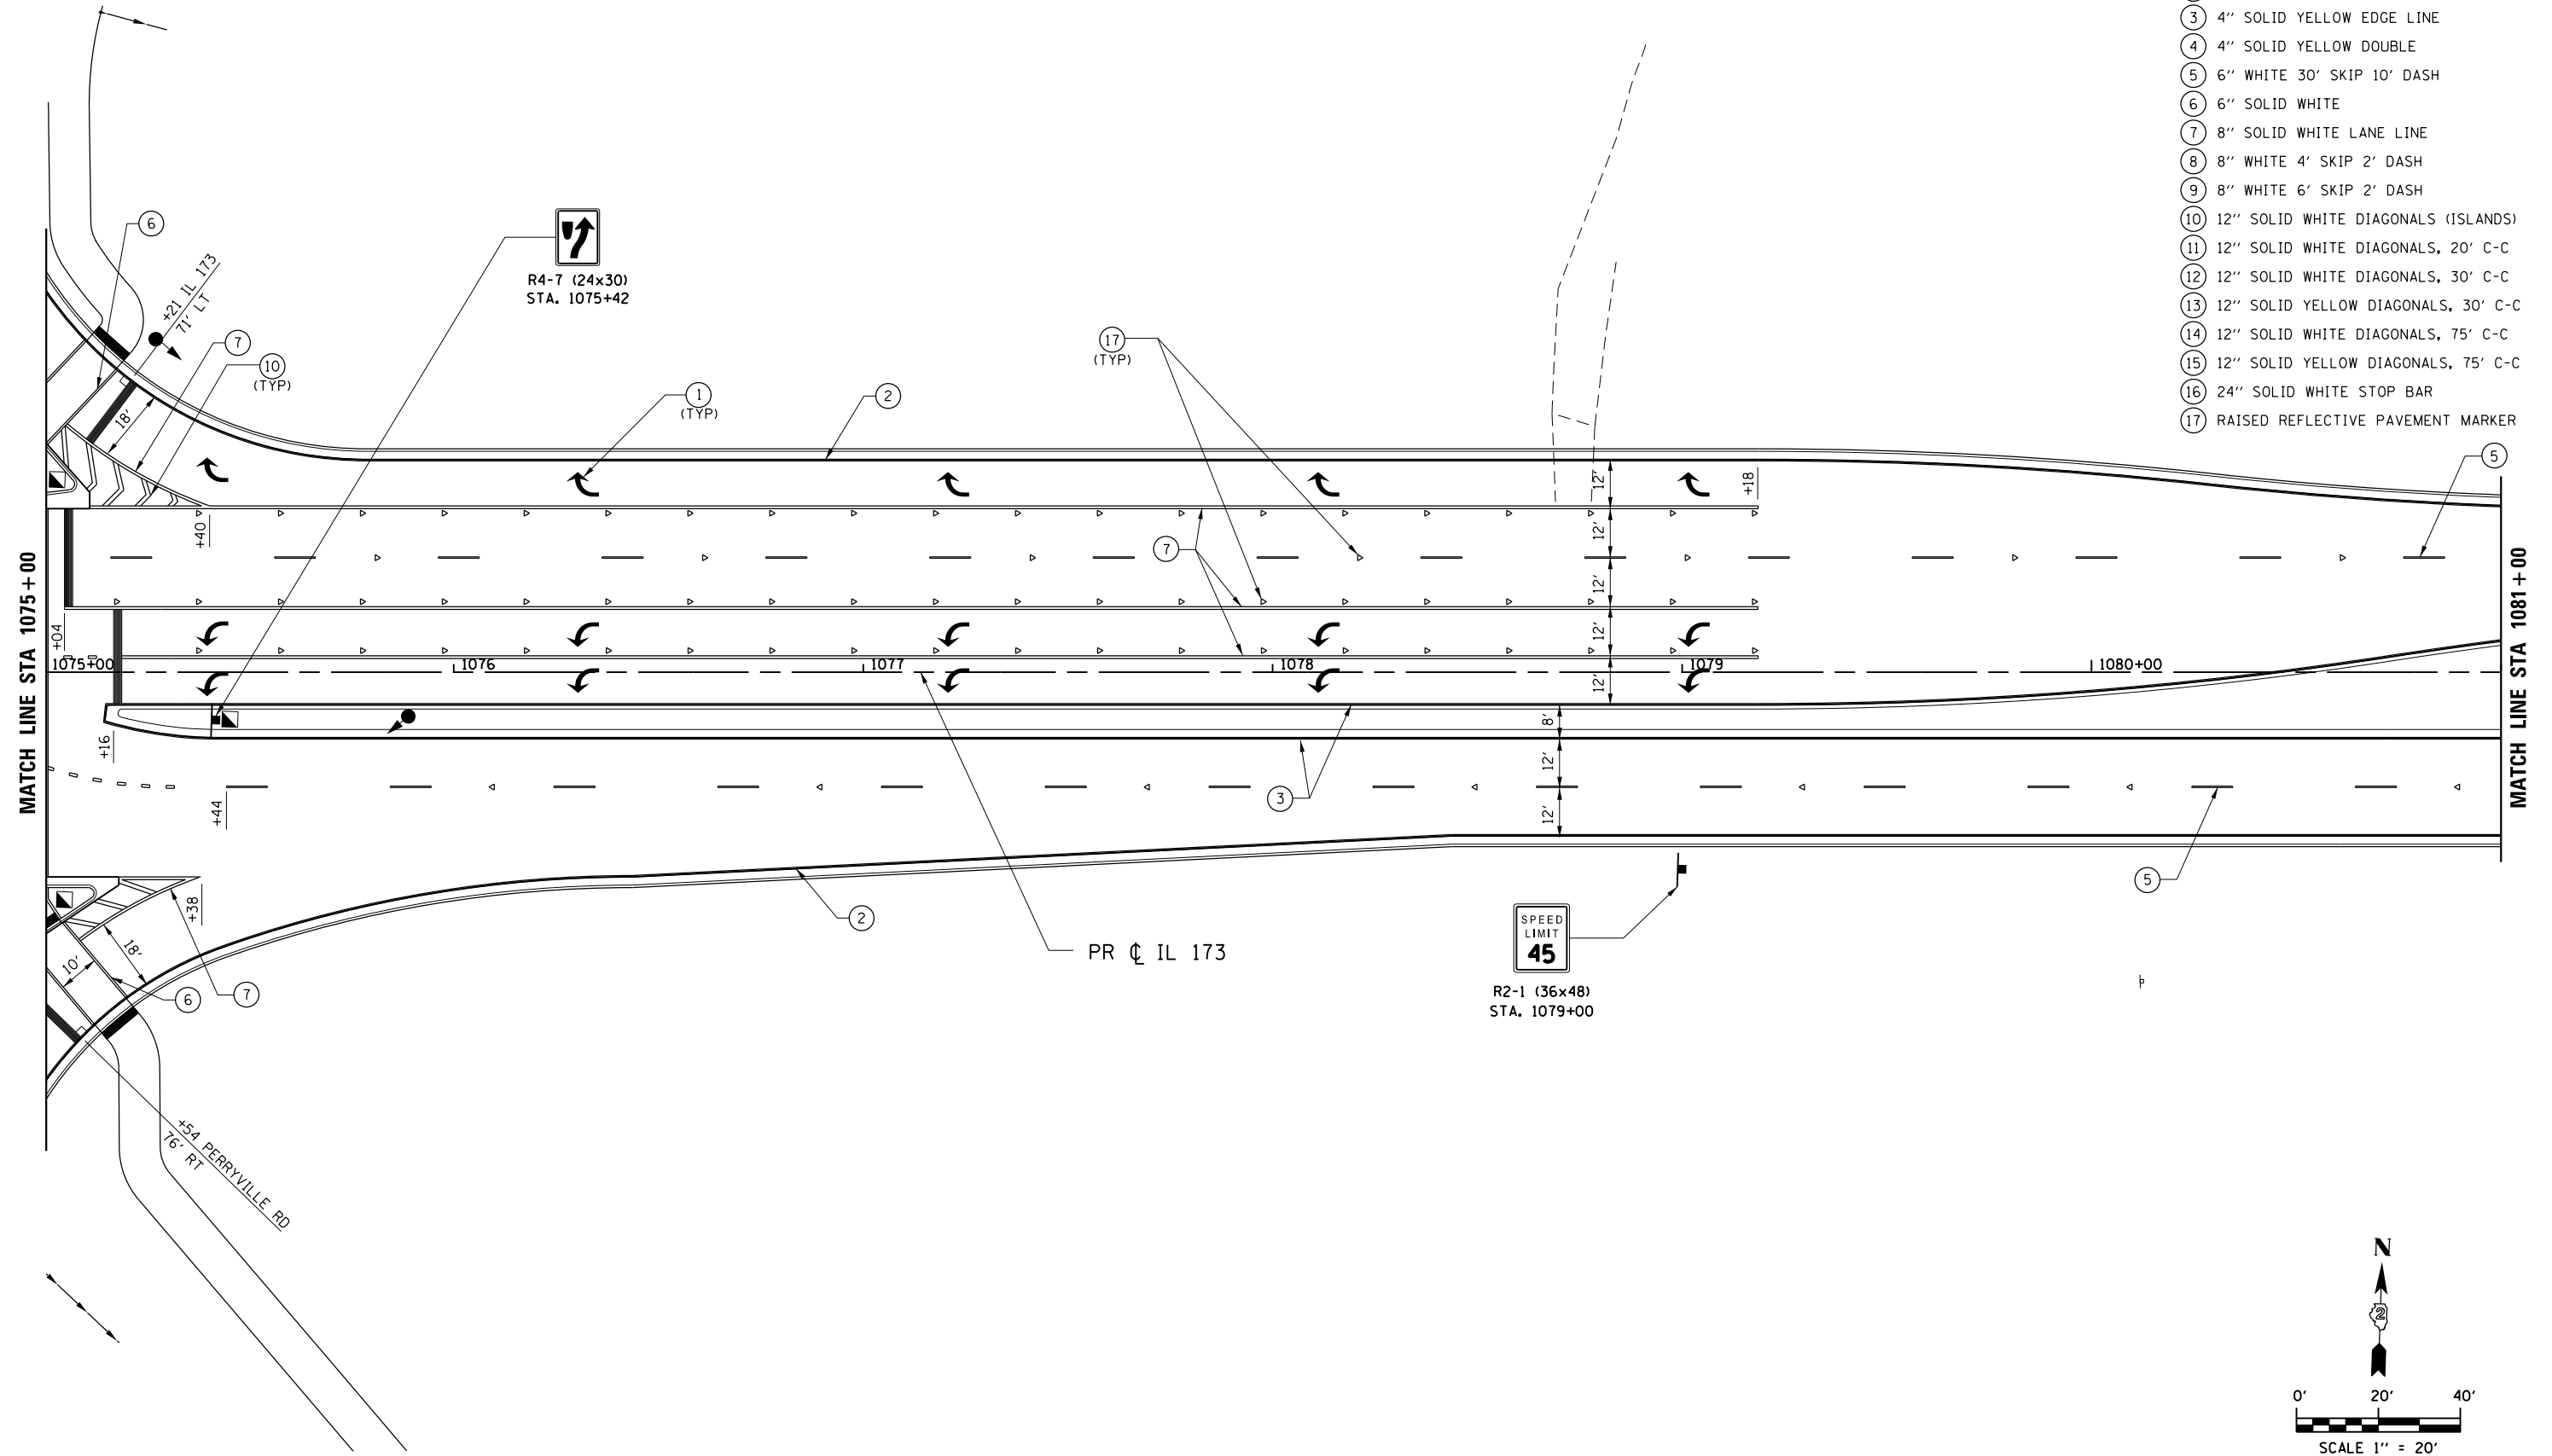 3 4" SOLID YELLOW EDGE LINE
4 4" SOLID YELLOW DOUBLE
5 6" WHITE 30' SKIP 10' DASH
6 6" SOLID WHITE
7 8" SOLID WHITE LANE LINE
8 8" WHITE 4' SKIP 2' DASH
9 8" WHITE 6' SKIP 2' DASH
10 12" SOLID WHITE DIAGONALS (ISLANDS)
11 12" SOLID WHITE DIAGONALS, 20' C-C
12 12" SOLID WHITE DIAGONALS, 30' C-C
13 12" SOLID YELLOW DIAGONALS, 30' C-C
14 12" SOLID WHITE DIAGONALS, 75' C-C
15 12" SOLID YELLOW DIAGONALS, 75' C-C
16 24" SOLID WHITE STOP BAR
17 RAISED REFLECTIVE PAVEMENT MARKER
6
R4-7 (24x30)
STA. 1075+42
+21 IL 173
71' LT
7
10
(TYP)
1
(TYP)
2
17
(TYP)
18'
5
12'
+18
+40
12'
7
12'
MATCH LINE STA 1075+00
MATCH LINE STA 1081+00
+04
12'
1075+00
1076
1077
1078
1079
1080+00
12'
8'
+16
12'
3
+44
12'
5
2
+38
18'
10'
6
7
PR ℄ IL 173
SPEED
LIMIT
45
R2-1 (36x48)
STA. 1079+00
+54 PERRYVILLE RD
76' RT
N
2
0' 20' 40'
SCALE 1" = 20'